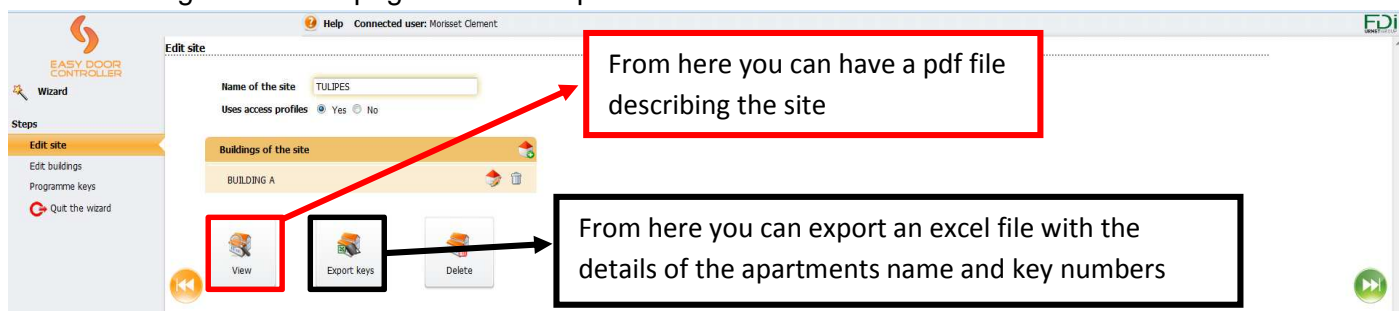 Help Connected user: Morisset Clement
FDi
EASY DOOR
CONTROLLER
Wizard
Steps
Edit site
Edit buildings
Programme keys
Quit the wizard
Edit site
Name of the site TULIPES
Uses access profiles Yes No
Buildings of the site
BUILDING A
View
Export keys
Delete
From here you can have a pdf file
describing the site
From here you can export an excel file with the
details of the apartments name and key numbers